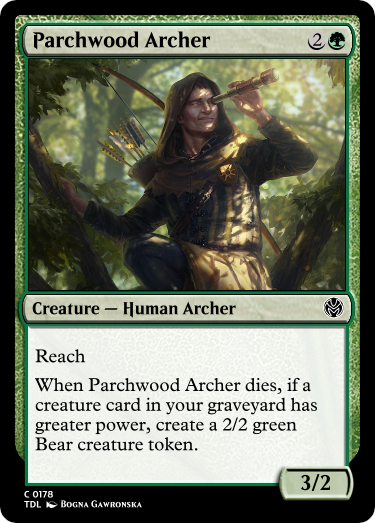 Parchwood Archer 2
Creature — Human Archer
Reach
When Parchwood Archer dies, if a
creature card in your graveyard has
greater power, create a 2/2 green
Bear creature token.
3/2
C 0178
TDL Bogna Gawronska